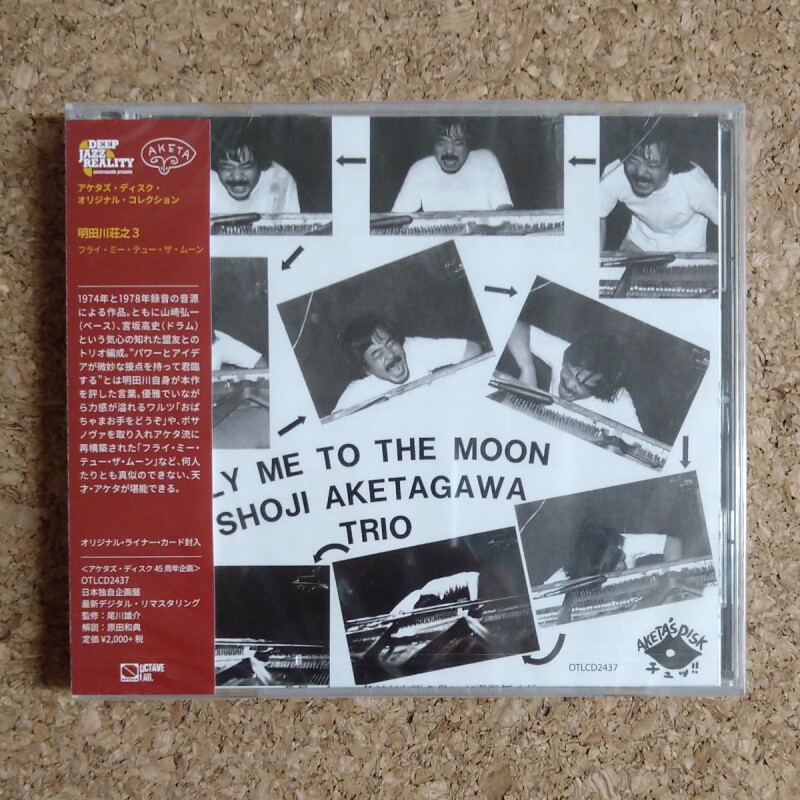 DEEP
JAZZ
REALITY
AKETA
アケタズ・ディスク・
オリジナル・コレクション
明田川荘之3
フライ・ミー・テュー・ザ・ムーン
1974年と1978年録音の音源
による作品。ともに山崎弘一
(ベース)、宮坂高史(ドラム)
という気心の知れた盟友との
トリオ編成。“パワーとアイデ
アが微妙な接点を持って君臨
する”とは明田川自身が本作
を評した言葉。優雅でいなが
ら力感が溢れるワルツ「おば
ちゃまお手をどうぞ」や、ボサ
ノヴァを取り入れアケタ流に
再構築された「フライ・ミー・
テュー・ザ・ムーン」など、何人
たりとも真似のできない、天
才・アケタが堪能できる。
オリジナル・ライナー・カード封入
<アケタズ・ディスク 45周年企画>
OTLCD2437
日本独自企画盤
最新デジタル・リマスタリング
監修：尾川雄介
解説：原田和典
定価 ¥2,000+税
OCTAVE
LAB.
LY ME TO THE MOON
SHOJI AKETAGAWA
TRIO
AKETA'S DISK
チュッ!!
OTLCD2437